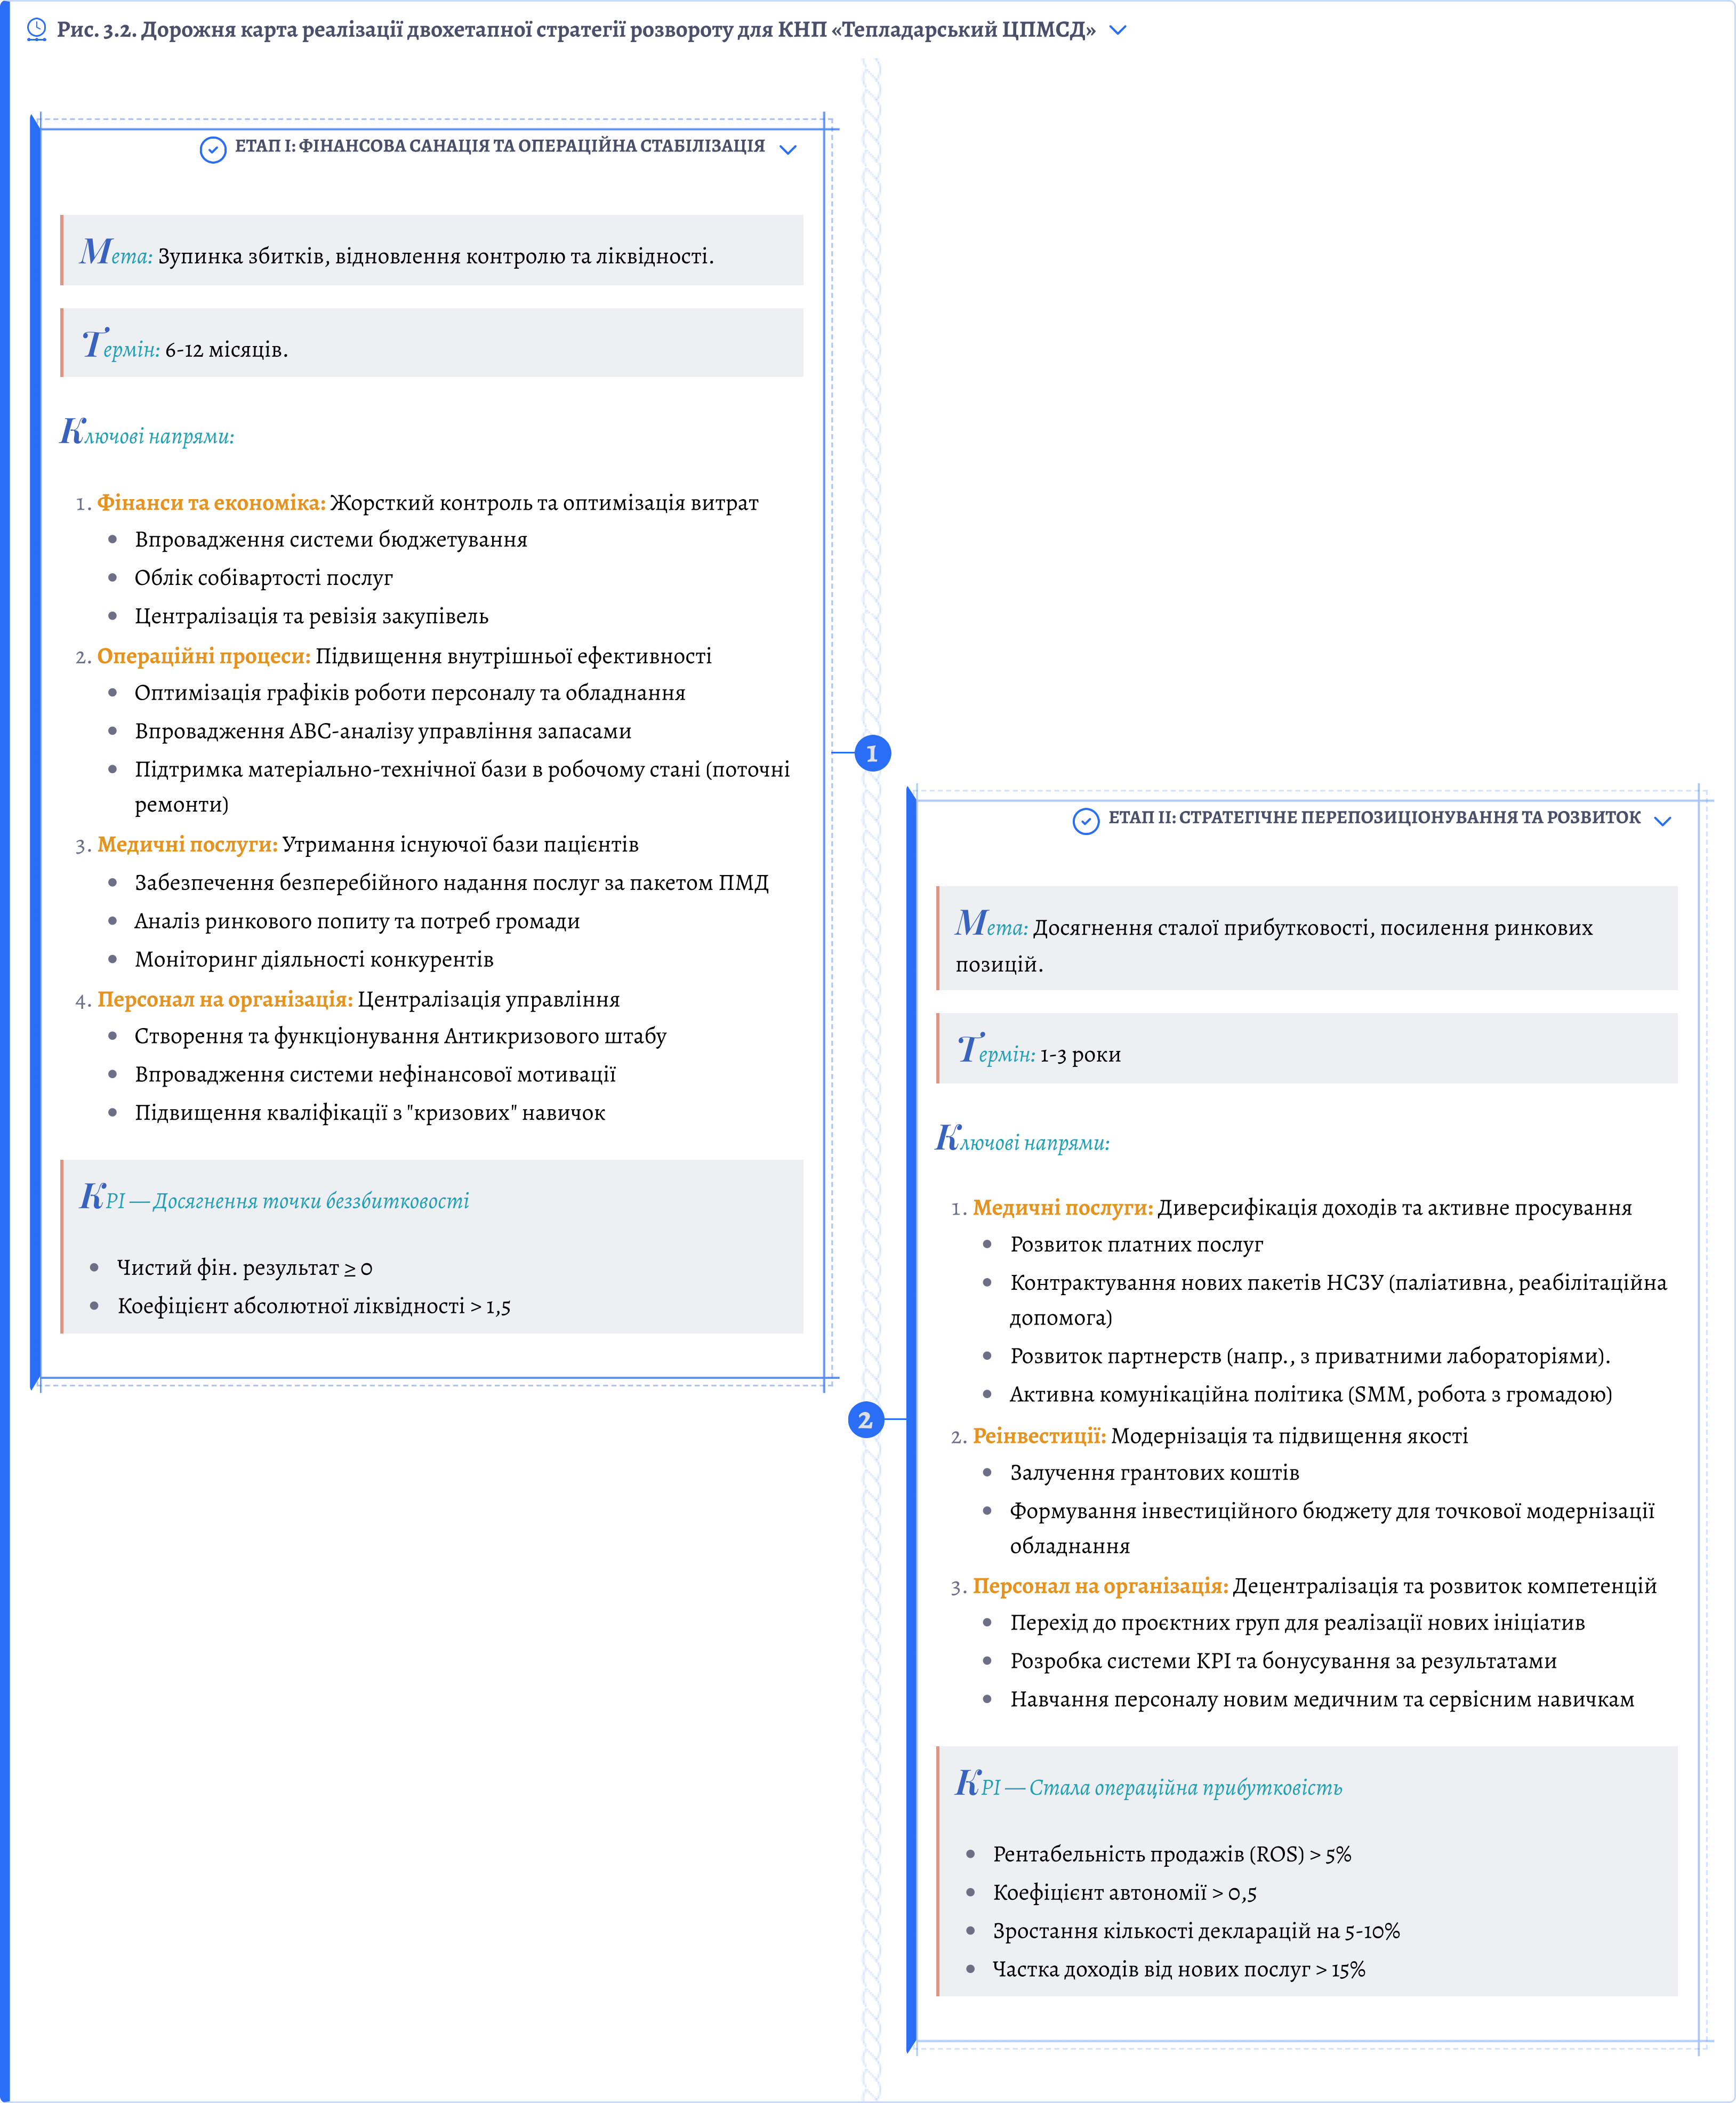 Рис. 3.2. Дорожня карта реалізації двохетапної стратегії розвороту для КНП «Тепладарський ЦПМСД»
ЕТАП І: ФІНАНСОВА САНАЦІЯ ТА ОПЕРАЦІЙНА СТАБІЛІЗАЦІЯ
Мета: Зупинка збитків, відновлення контролю та ліквідності.
Термін: 6-12 місяців.
Ключові напрями:
1. Фінанси та економіка: Жорсткий контроль та оптимізація витрат
• Впровадження системи бюджетування
• Облік собівартості послуг
• Централізація та ревізія закупівель
2. Операційні процеси: Підвищення внутрішньої ефективності
• Оптимізація графіків роботи персоналу та обладнання
• Впровадження АВС-аналізу управління запасами
• Підтримка матеріально-технічної бази в робочому стані (поточні
ремонти)
3. Медичні послуги: Утримання існуючої бази пацієнтів
• Забезпечення безперебійного надання послуг за пакетом ПМД
• Аналіз ринкового попиту та потреб громади
• Моніторинг діяльності конкурентів
4. Персонал на організація: Централізація управління
• Створення та функціонування Антикризового штабу
• Впровадження системи нефінансової мотивації
• Підвищення кваліфікації з "кризових" навичок
KPI — Досягнення точки беззбитковості
• Чистий фін. результат ≥ 0
• Коефіцієнт абсолютної ліквідності > 1,5
1
ЕТАП ІІ: СТРАТЕГІЧНЕ ПЕРЕПОЗИЦІОНУВАННЯ ТА РОЗВИТОК
Мета: Досягнення сталої прибутковості, посилення ринкових
позицій.
Термін: 1-3 роки
Ключові напрями:
1. Медичні послуги: Диверсифікація доходів та активне просування
• Розвиток платних послуг
• Контрактування нових пакетів НСЗУ (паліативна, реабілітаційна
допомога)
• Розвиток партнерств (напр., з приватними лабораторіями).
• Активна комунікаційна політика (SMM, робота з громадою)
2. Реінвестиції: Модернізація та підвищення якості
• Залучення грантових коштів
• Формування інвестиційного бюджету для точкової модернізації
обладнання
3. Персонал на організація: Децентралізація та розвиток компетенцій
• Перехід до проєктних груп для реалізації нових ініціатив
• Розробка системи KPI та бонусування за результатами
• Навчання персоналу новим медичним та сервісним навичкам
KPI — Стала операційна прибутковість
• Рентабельність продажів (ROS) > 5%
• Коефіцієнт автономії > 0,5
• Зростання кількості декларацій на 5-10%
• Частка доходів від нових послуг > 15%
2